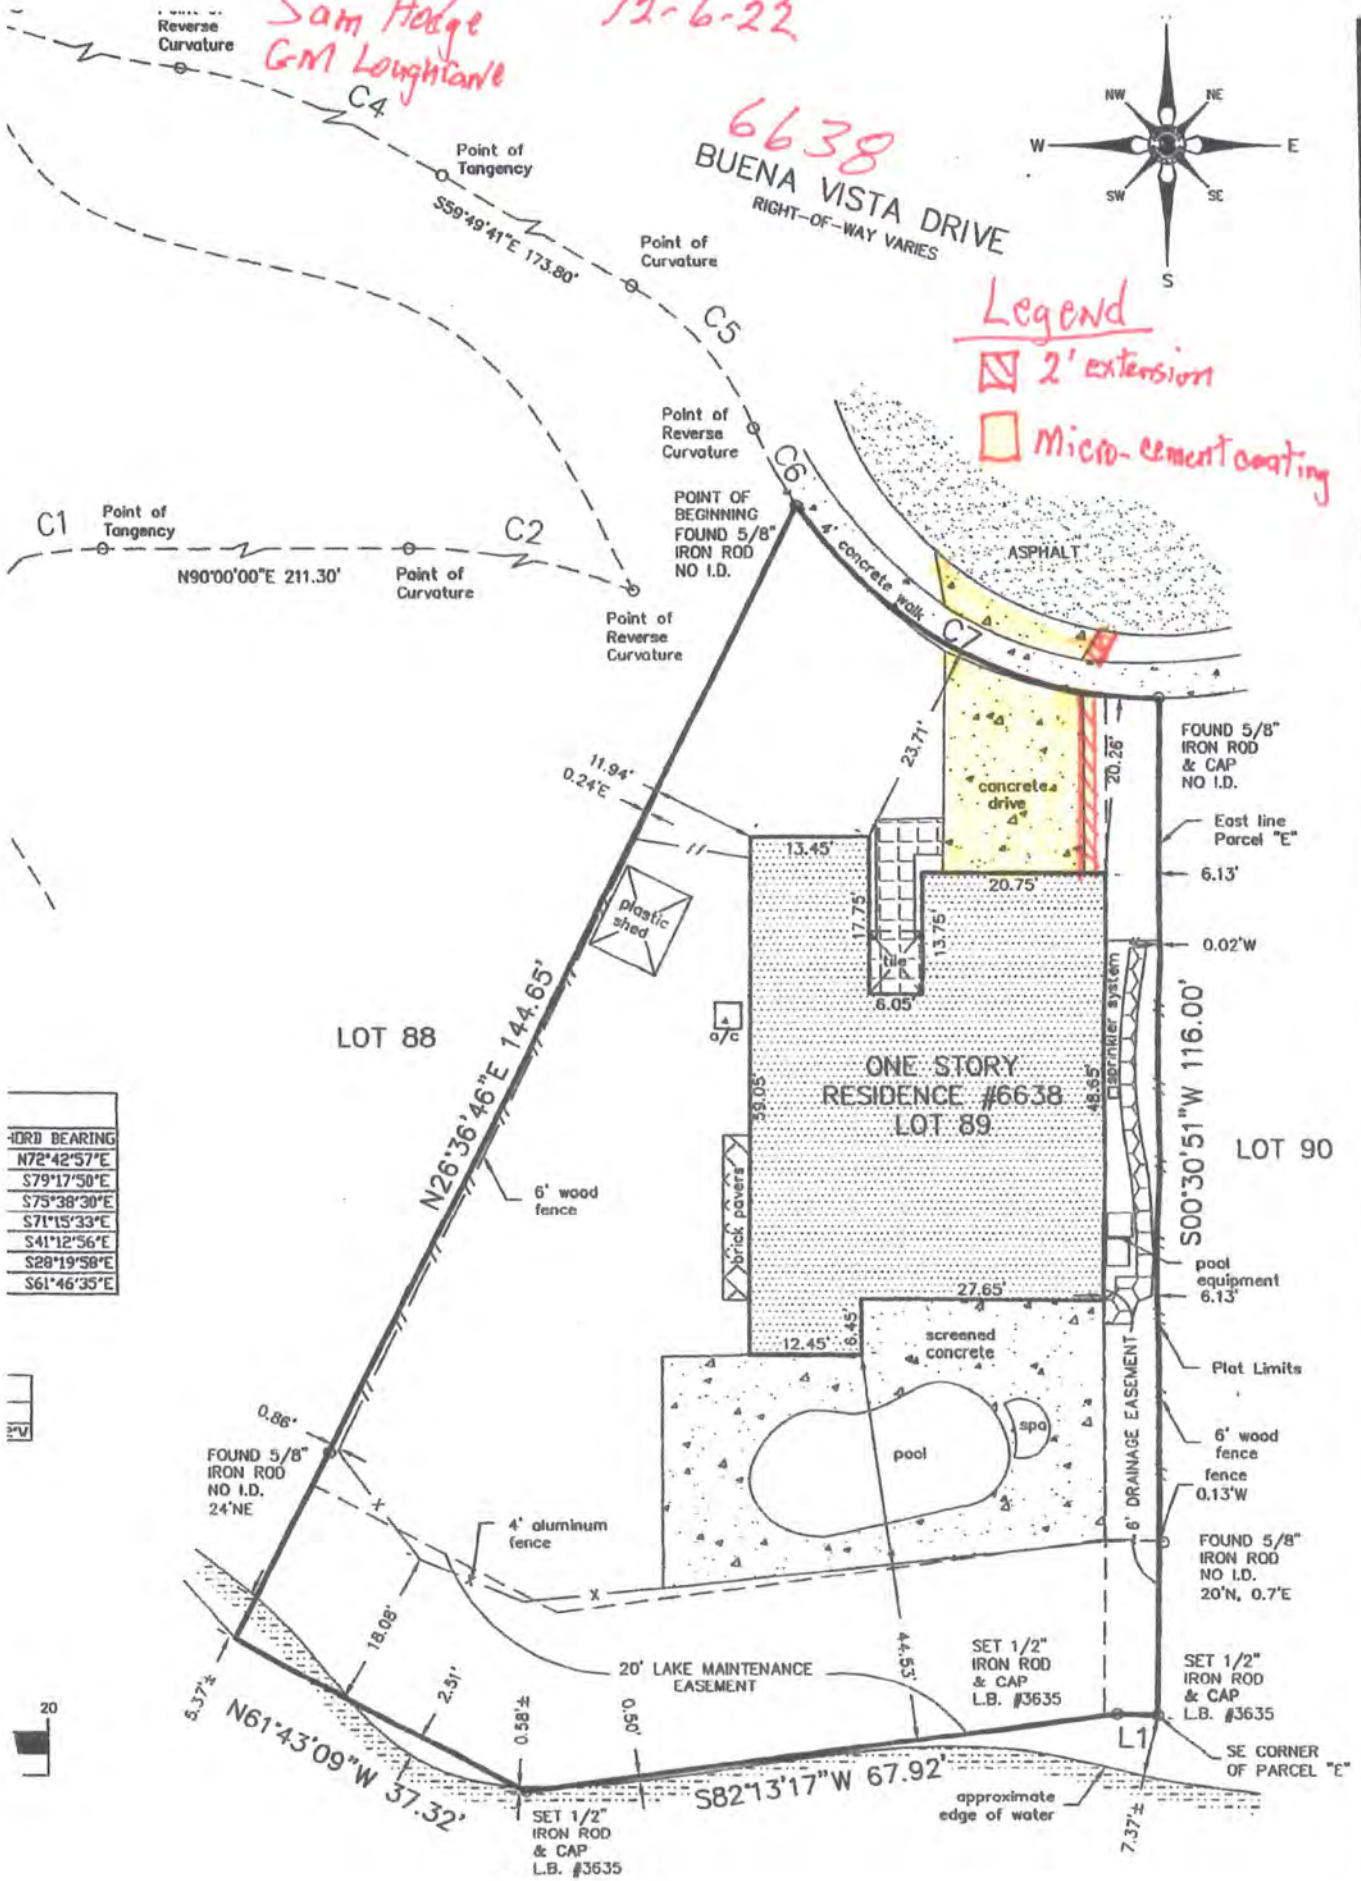 Reverse
Curvature
Sam Hodge
12-6-22
GM Loughrane
C4
Point of
Tangency
S59°49'41"E 173.80'
6638
BUENA VISTA DRIVE
RIGHT-OF-WAY VARIES
NW
NE
W
E
SW
SE
S
Point of
Curvature
C5
Legend
2' extension
Micro-cement coating
Point of
Reverse
Curvature
C6
POINT OF
BEGINNING
FOUND 5/8"
IRON ROD
NO I.D.
4' concrete walk
ASPHALT
C7
C1
Point of
Tangency
N90°00'00"E 211.30'
Point of
Curvature
C2
Point of
Reverse
Curvature
23.71'
20.26'
FOUND 5/8"
IRON ROD
& CAP
NO I.D.
11.94'
0.24'E
concrete
drive
East line
Parcel "E"
13.45'
20.75'
6.13'
plastic
shed
17.75'
13.75'
tile
6.05'
0.02'W
sprinkler system
N26°36'46"E 144.65'
LOT 88
a/c
ONE STORY
RESIDENCE #6638
LOT 89
39.05'
48.65'
S00°30'51"W 116.00'
LOT 90
BEARING
N72°42'57"E
S79°17'50"E
S75°38'30"E
S71°15'33"E
S41°12'56"E
S28°19'58"E
S61°46'35"E
6' wood
fence
brick pavers
pool
equipment
6.13'
27.65'
12.45'
6.45'
screened
concrete
Plat Limits
6' DRAINAGE EASEMENT
0.86'
FOUND 5/8"
IRON ROD
NO I.D.
24'NE
pool
spa
6' wood
fence
fence
0.13'W
4' aluminum
fence
FOUND 5/8"
IRON ROD
NO I.D.
20'N, 0.7'E
18.08'
44.53'
20' LAKE MAINTENANCE
EASEMENT
SET 1/2"
IRON ROD
& CAP
L.B. #3635
SET 1/2"
IRON ROD
& CAP
L.B. #3635
5.37'±
2.51'
0.58'±
0.50'
20
N61°43'09"W 37.32'
S82°13'17"W 67.92'
L1
SE CORNER
OF PARCEL "E"
approximate
edge of water
7.37'±
SET 1/2"
IRON ROD
& CAP
L.B. #3635